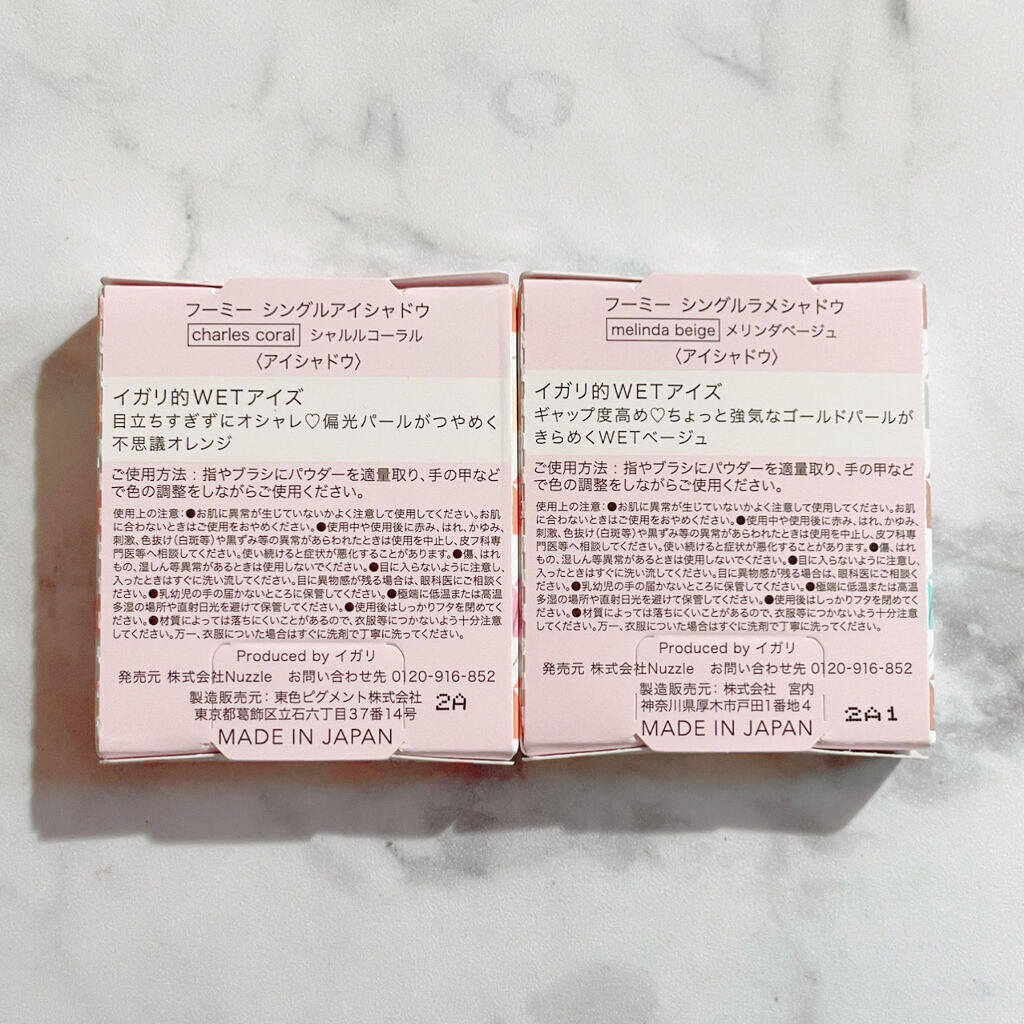 フーミー シングルアイシャドウ
charles coral シャルルコーラル
〈アイシャドウ〉
イガリ的WETアイズ
目立ちすぎずにオシャレ♡偏光パールがつやめく
不思議オレンジ
ご使用方法：指やブラシにパウダーを適量取り、手の甲など
で色の調整をしながらご使用ください。
使用上の注意：●お肌に異常が生じていないかよく注意して使用してください。お肌
に合わないときはご使用をおやめください。●使用中や使用後に赤み、はれ、かゆみ、
刺激、色抜け(白斑等)や黒ずみ等の異常があらわれたときは使用を中止し、皮フ科専
門医等へ相談してください。使い続けると症状が悪化することがあります。●傷、はれ
もの、湿しん等異常があるときは使用しないでください。●目に入らないように注意し、
入ったときはすぐに洗い流してください。目に異物感が残る場合は、眼科医にご相談く
ださい。●乳幼児の手の届かないところに保管してください。●極端に低温または高温
多湿の場所や直射日光を避けて保管してください。●使用後はしっかりフタを閉めてく
ださい。●材質によっては落ちにくいことがあるので、衣服等につかないよう十分注意
してください。万一、衣服についた場合はすぐに洗剤で丁寧に洗ってください。
Produced by イガリ
発売元 株式会社Nuzzle お問い合わせ先 0120-916-852
製造販売元：東色ピグメント株式会社
東京都葛飾区立石六丁目37番14号
2A
MADE IN JAPAN
フーミー シングルラメシャドウ
melinda beige メリンダベージュ
〈アイシャドウ〉
イガリ的WETアイズ
ギャップ度高め♡ちょっと強気なゴールドパールが
きらめくWETベージュ
ご使用方法：指やブラシにパウダーを適量取り、手の甲など
で色の調整をしながらご使用ください。
使用上の注意：●お肌に異常が生じていないかよく注意して使用してください。お肌
に合わないときはご使用をおやめください。●使用中や使用後に赤み、はれ、かゆみ、
刺激、色抜け(白斑等)や黒ずみ等の異常があらわれたときは使用を中止し、皮フ科専
門医等へ相談してください。使い続けると症状が悪化することがあります。●傷、はれ
もの、湿しん等異常があるときは使用しないでください。●目に入らないように注意し、
入ったときはすぐに洗い流してください。目に異物感が残る場合は、眼科医にご相談く
ださい。●乳幼児の手の届かないところに保管してください。●極端に低温または高温
多湿の場所や直射日光を避けて保管してください。●使用後はしっかりフタを閉めてく
ださい。●材質によっては落ちにくいことがあるので、衣服等につかないよう十分注意
してください。万一、衣服についた場合はすぐに洗剤で丁寧に洗ってください。
Produced by イガリ
発売元 株式会社Nuzzle お問い合わせ先 0120-916-852
製造販売元：株式会社 宮内
神奈川県厚木市戸田1番地4
2A1
MADE IN JAPAN